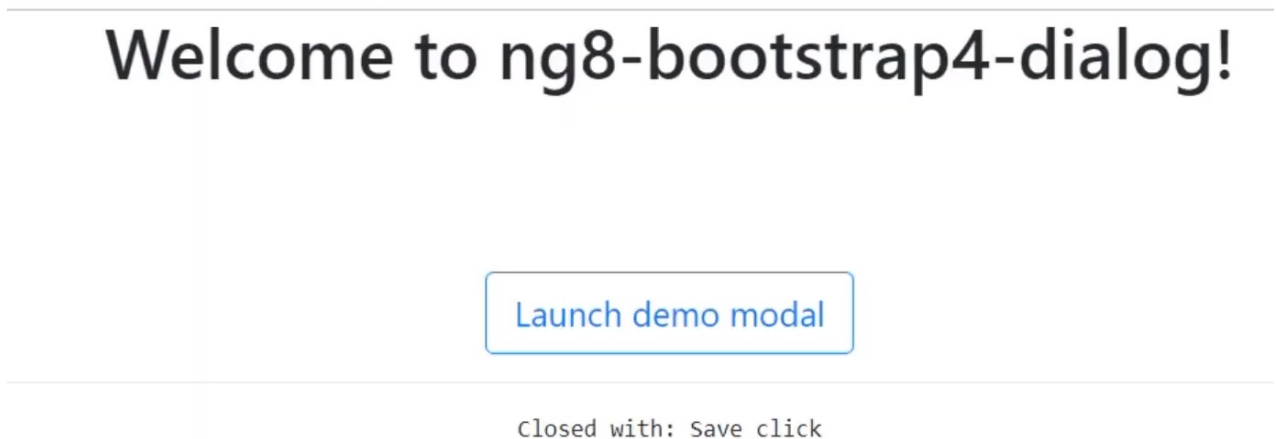 Welcome to ng8-bootstrap4-dialog!
Launch demo modal
Closed with: Save click